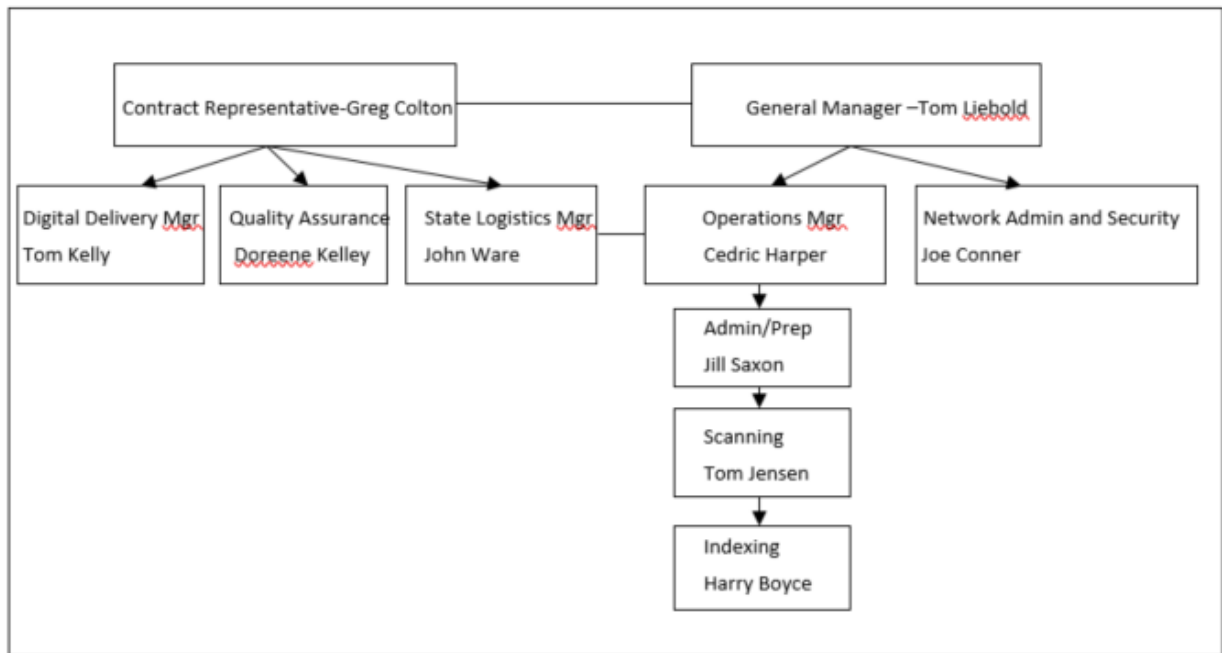 Contract Representative-Greg Colton
General Manager –Tom Liebold
Digital Delivery Mgr
Tom Kelly
Quality Assurance
Doreene Kelley
State Logistics Mgr
John Ware
Operations Mgr
Cedric Harper
Network Admin and Security
Joe Conner
Admin/Prep
Jill Saxon
Scanning
Tom Jensen
Indexing
Harry Boyce